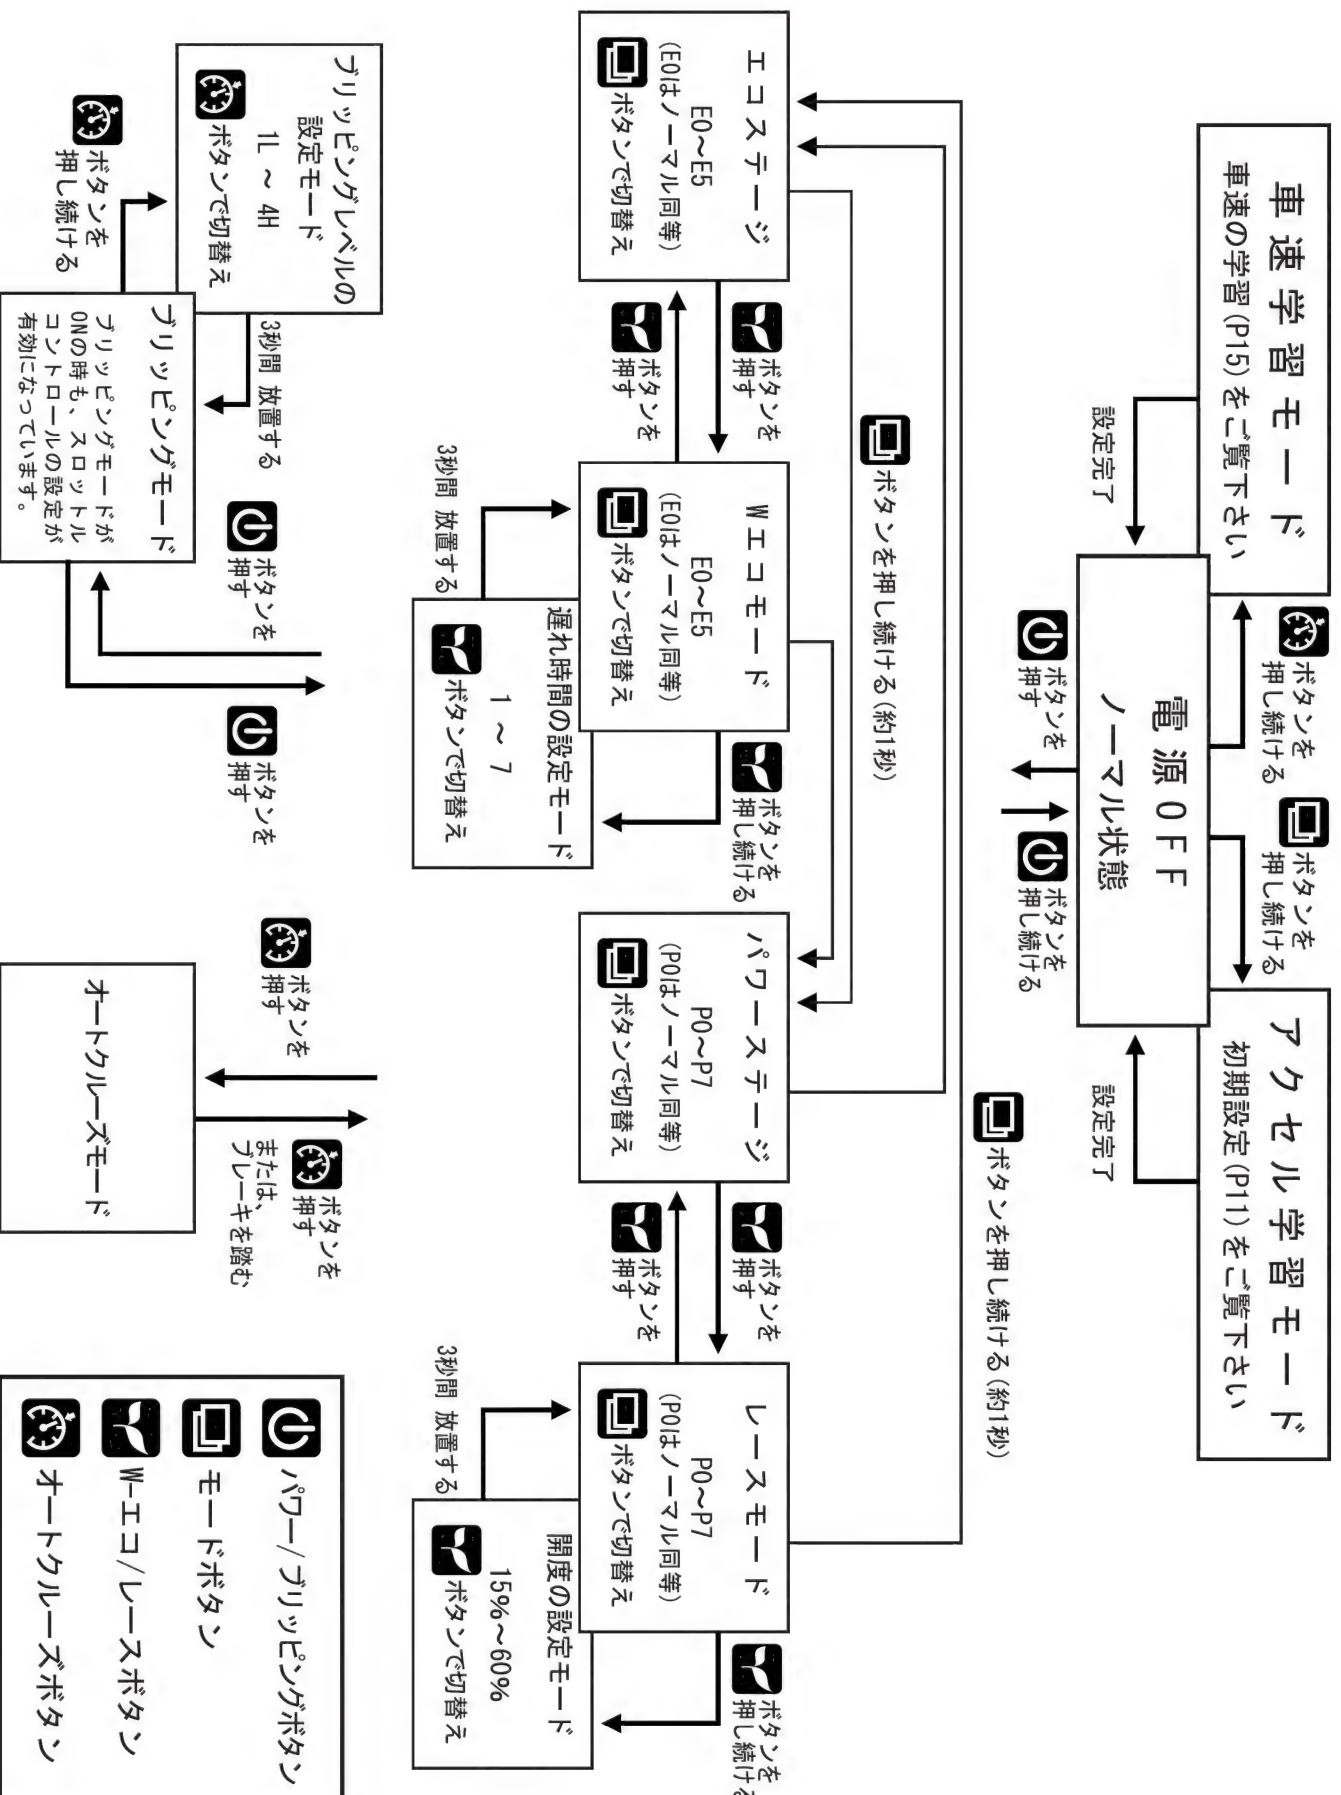 車速学習モード
車速の学習(P15)をご覧下さい
アクセル学習モード
初期設定(P11)をご覧下さい
ボタンを
押し続ける
ボタンを
押し続ける
設定完了
設定完了
電源OFF
ノーマル状態
ボタンを
押す
ボタンを
押し続ける
ボタンを押し続ける(約1秒)
ボタンを押し続ける(約1秒)
エコステージ
E0～E5
(E0はノーマル同等)
ボタンで切替え
ボタンを
押す
ボタンを
押す
Wエコモード
E0～E5
(E0はノーマル同等)
ボタンで切替え
ボタンを
押し続ける
3秒間 放置する
遅れ時間の設定モード
1 ～ 7
ボタンで切替え
パワーステージ
P0～P7
(P0はノーマル同等)
ボタンで切替え
ボタンを
押す
ボタンを
押す
レースモード
P0～P7
(P0はノーマル同等)
ボタンで切替え
ボタンを
押し続ける
3秒間 放置する
開度の設定モード
15%～60%
ボタンで切替え
ブリッピングレベルの
設定モード
1L ～ 4H
ボタンで切替え
ボタンを
押し続ける
3秒間 放置する
ブリッピングモード
ブリッピングモードが
ONの時も、スロットル
コントロールの設定が
有効になっています。
ボタンを
押す
ボタンを
押す
ボタンを
押す
ボタンを
押す
または、
ブレーキを踏む
オートクルーズモード
パワー/ブリッピングボタン
モードボタン
W-エコ/レースボタン
オートクルーズボタン